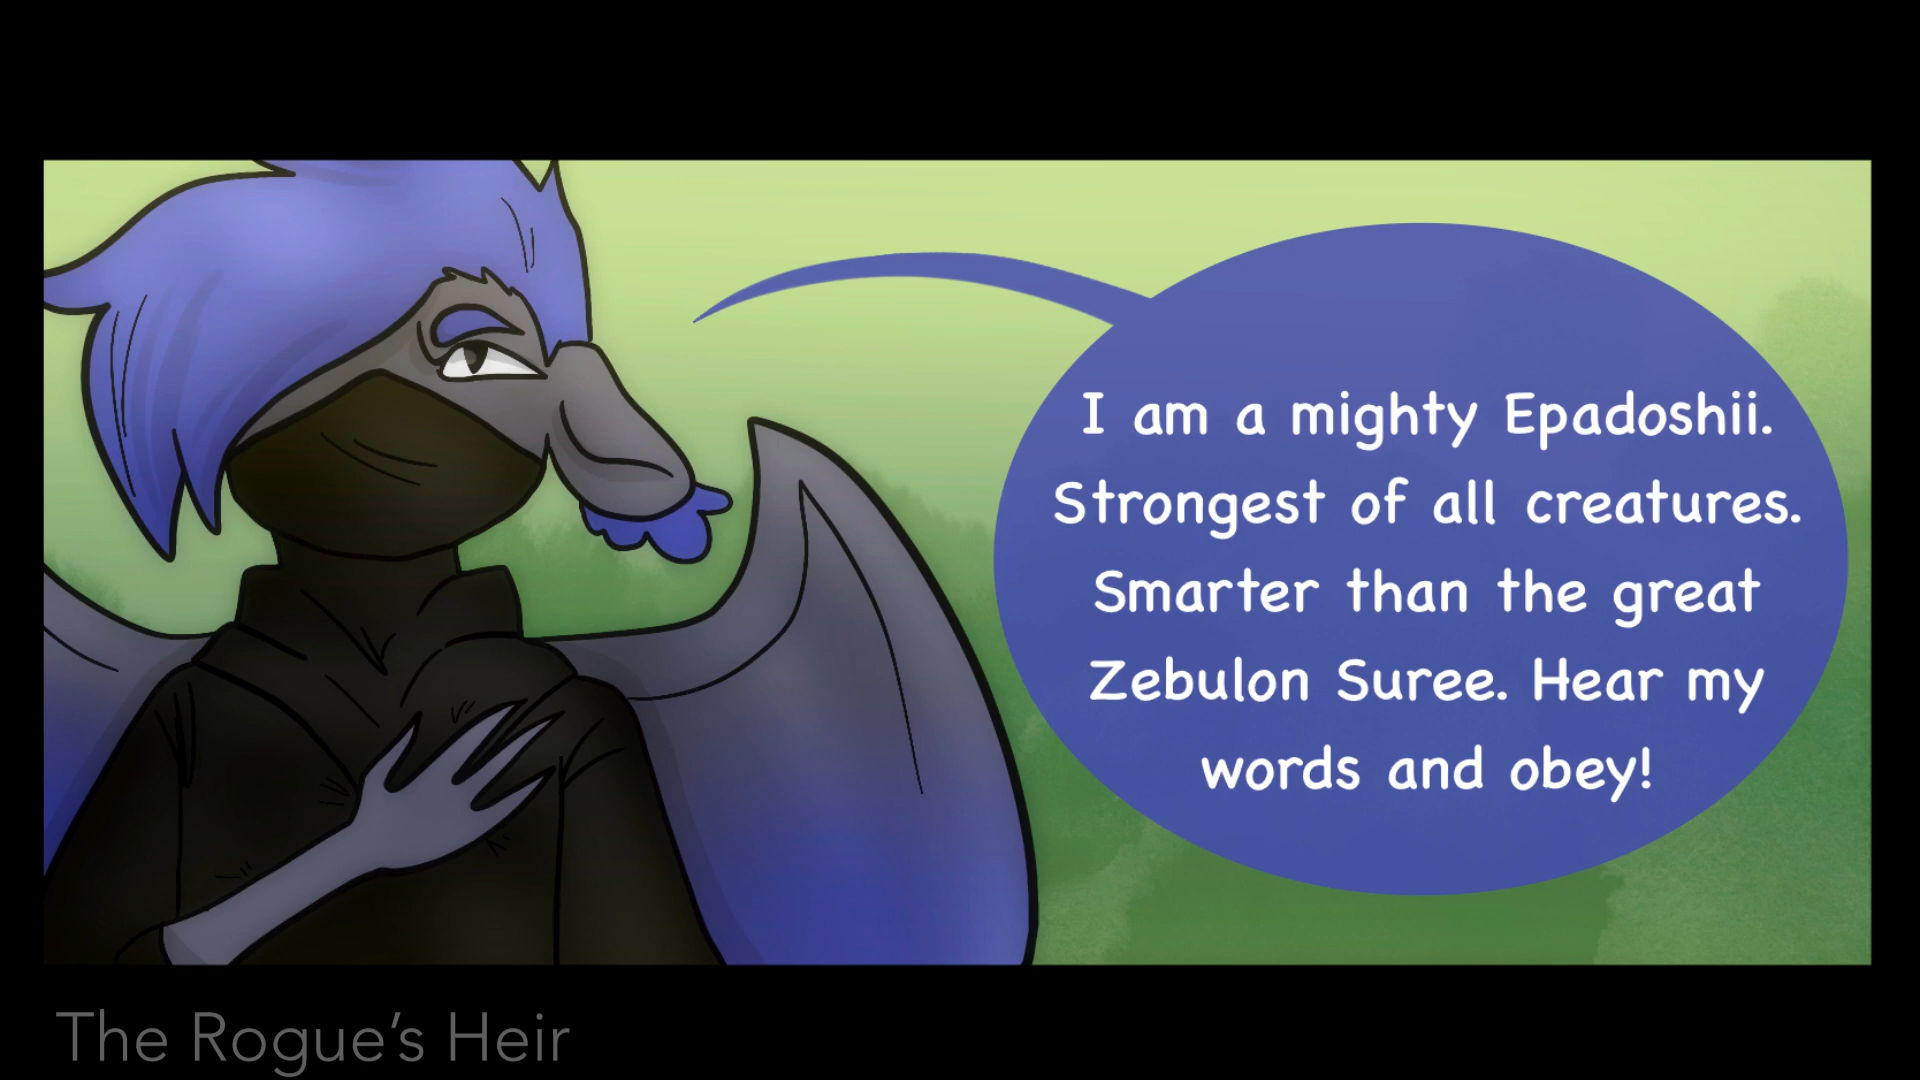 I am a mighty Epadoshii.
Strongest of all creatures.
Smarter than the great
Zebulon Suree. Hear my
words and obey!
The Rogue’s Heir